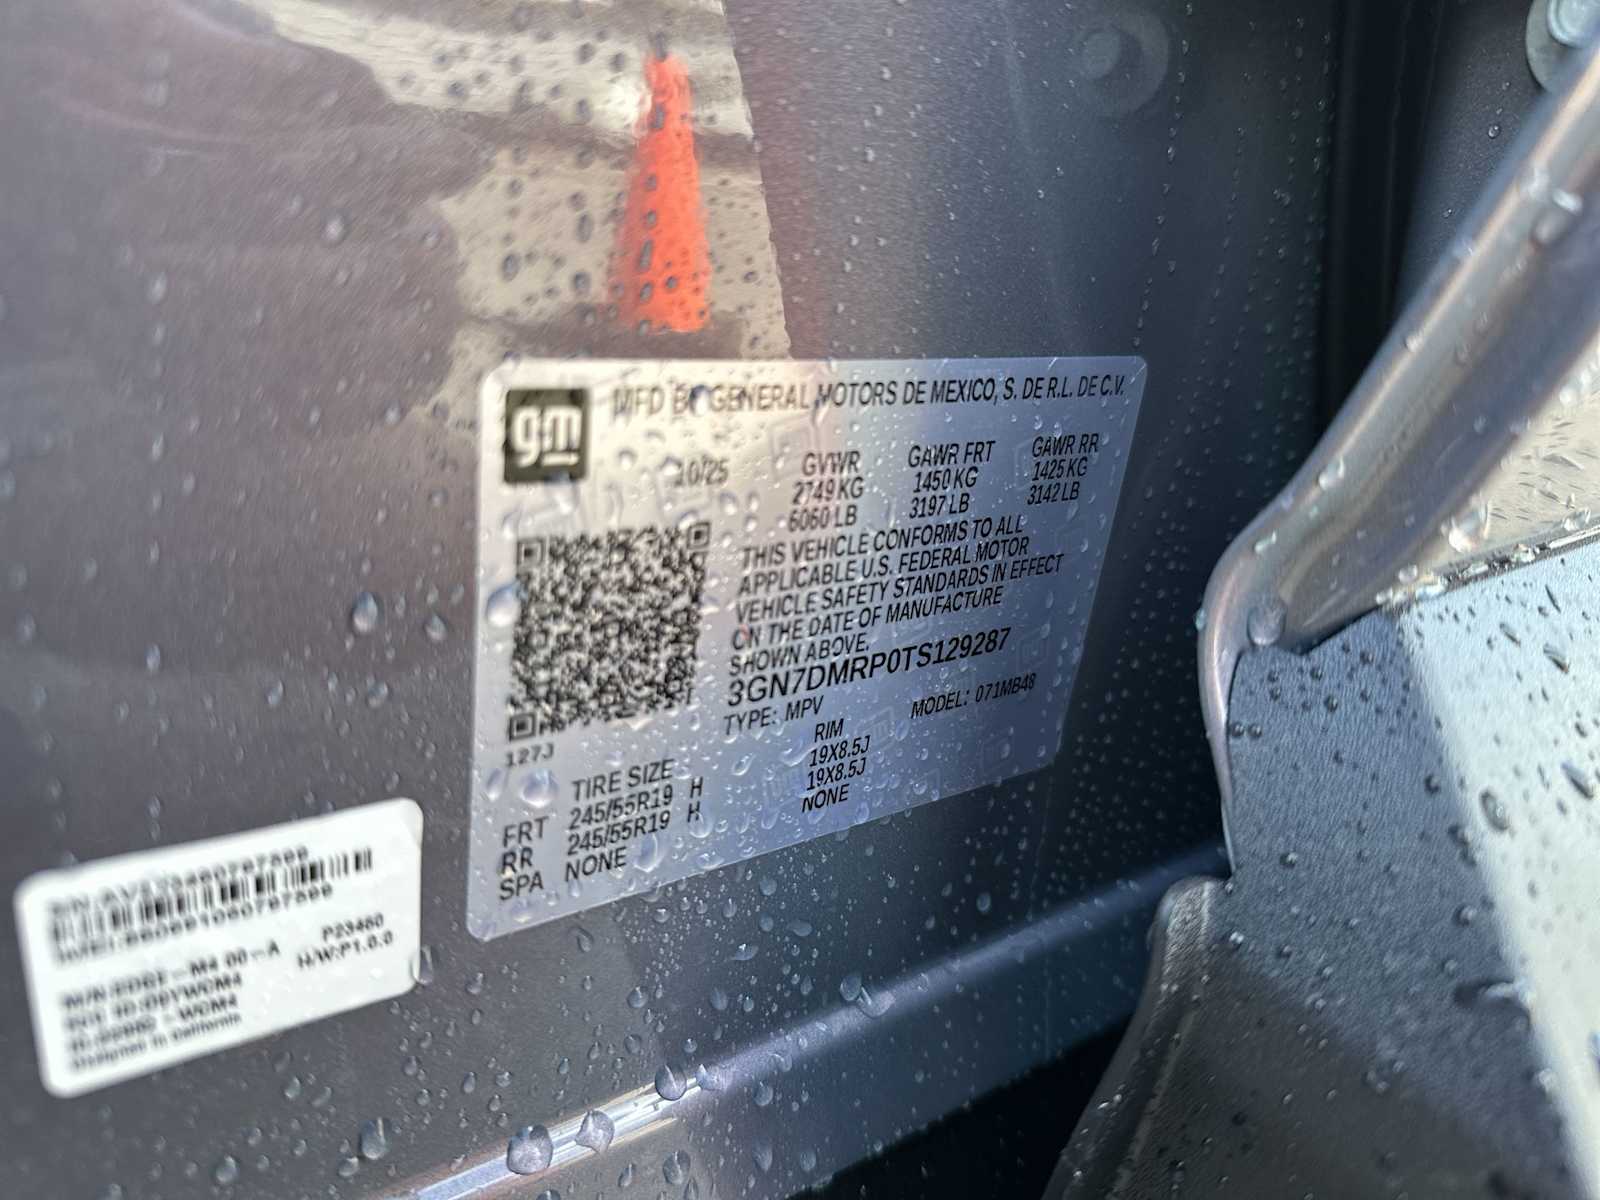 gm
MFD BY GENERAL MOTORS DE MEXICO, S. DE R.L. DE C.V.
10/25 GVWR GAWR FRT GAWR RR
2749 KG 1450 KG 1425 KG
6060 LB 3197 LB 3142 LB
THIS VEHICLE CONFORMS TO ALL
APPLICABLE U.S. FEDERAL MOTOR
VEHICLE SAFETY STANDARDS IN EFFECT
ON THE DATE OF MANUFACTURE
SHOWN ABOVE.
3GN7DMRP0TS129287
TYPE: MPV MODEL: 071MB48
127J
TIRE SIZE RIM
FRT 245/55R19 H 19X8.5J
RR 245/55R19 H 19X8.5J
SPA NONE NONE
P23460
H/W:P1.0.0
Designed in California